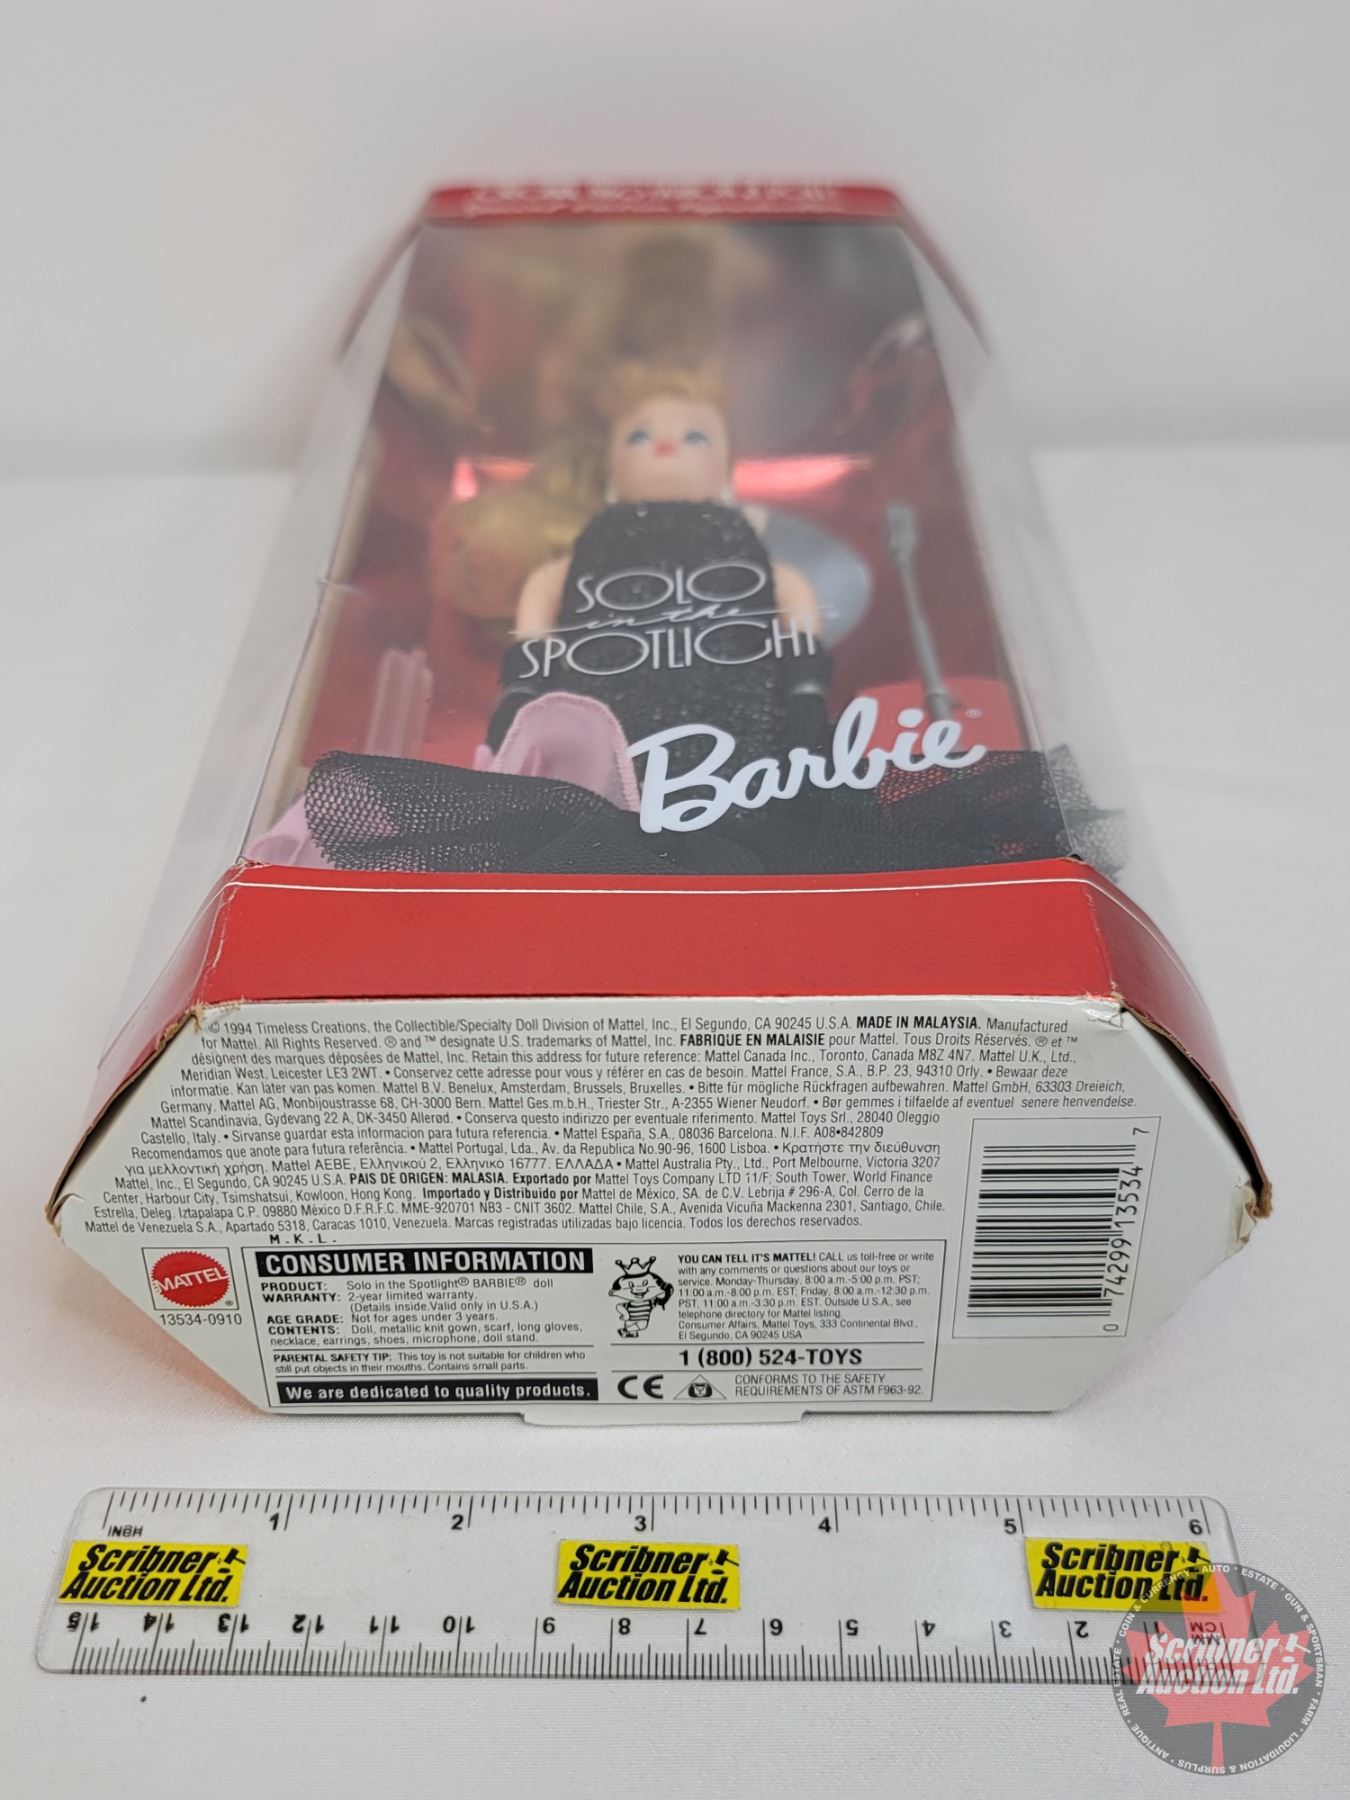 SOLO
in the
SPOTLIGHT
Barbie®
© 1994 Timeless Creations, the Collectible/Specialty Doll Division of Mattel, Inc., El Segundo, CA 90245 U.S.A. MADE IN MALAYSIA. Manufactured
for Mattel. All Rights Reserved. ® and ™ designate U.S. trademarks of Mattel, Inc. FABRIQUE EN MALAISIE pour Mattel. Tous Droits Réservés. ® et ™
désignent des marques déposées de Mattel, Inc. Retain this address for future reference: Mattel Canada Inc., Toronto, Canada M8Z 4N7. Mattel U.K., Ltd.,
Meridian West, Leicester LE3 2WT. • Conservez cette adresse pour vous y référer en cas de besoin. Mattel France, S.A., B.P. 23, 94310 Orly. • Bewaar deze
informatie. Kan later van pas komen. Mattel B.V. Benelux, Amsterdam, Brussels, Bruxelles. • Bitte für mögliche Rückfragen aufbewahren. Mattel GmbH, 63303 Dreieich,
Germany. Mattel AG, Monbijoustrasse 68, CH-3000 Bern. Mattel Ges.m.b.H., Triester Str., A-2355 Wiener Neudorf. • Bør gemmes i tilfaelde af eventuel senere henvendelse.
Mattel Scandinavia, Gydevang 22 A, DK-3450 Allerød. • Conserva questo indirizzo per eventuale riferimento. Mattel Toys Srl., 28040 Oleggio
Castello, Italy. • Sirvanse guardar esta informacion para futura referencia. • Mattel España, S.A., 08036 Barcelona. N.I.F. A08•842809
Recomendamos que anote para futura referência. • Mattel Portugal, Lda., Av. da Republica No.90-96, 1600 Lisboa. • Κρατήστε την διεύθυνση
για μελλοντική χρήση. Mattel ΑΕΒΕ, Ελληνικού 2, Ελληνικό 16777. ΕΛΛΑΔΑ • Mattel Australia Pty., Ltd., Port Melbourne, Victoria 3207
Mattel, Inc., El Segundo, CA 90245 U.S.A. PAIS DE ORIGEN: MALASIA. Exportado por Mattel Toys Company LTD 11/F, South Tower, World Finance
Center, Harbour City, Tsimshatsui, Kowloon, Hong Kong. Importado y Distribuido por Mattel de México, SA. de C.V. Lebrija # 296-A, Col. Cerro de la
Estrella, Deleg. Iztapalapa C.P. 09880 México D.F.R.F.C. MME-920701 NB3 - CNIT 3602. Mattel Chile, S.A., Avenida Vicuña Mackenna 2301, Santiago, Chile.
Mattel de Venezuela S.A., Apartado 5318, Caracas 1010, Venezuela. Marcas registradas utilizadas bajo licencia. Todos los derechos reservados.
M.K.L.
MATTEL®
13534-0910
CONSUMER INFORMATION
PRODUCT: Solo in the Spotlight® BARBIE® doll
WARRANTY: 2-year limited warranty.
(Details inside.Valid only in U.S.A.)
AGE GRADE: Not for ages under 3 years.
CONTENTS: Doll, metallic knit gown, scarf, long gloves,
necklace, earrings, shoes, microphone, doll stand.
PARENTAL SAFETY TIP: This toy is not suitable for children who
still put objects in their mouths. Contains small parts.
We are dedicated to quality products.
YOU CAN TELL IT'S MATTEL! CALL us toll-free or write
with any comments or questions about our toys or
service. Monday-Thursday, 8:00 a.m.-5:00 p.m. PST;
11:00 a.m.-8:00 p.m. EST; Friday, 8:00 a.m.-12:30 p.m.
PST, 11:00 a.m.-3:30 p.m. EST. Outside U.S.A., see
telephone directory for Mattel listing.
Consumer Affairs, Mattel Toys, 333 Continental Blvd.,
El Segundo, CA 90245 USA
1 (800) 524-TOYS
CE
CONFORMS TO THE SAFETY
REQUIREMENTS OF ASTM F963-92.
0 74299 13534 7
INCH 1 2 3 4 5 6
Scribner Auction Ltd.
Scribner Auction Ltd.
Scribner Auction Ltd.
15 14 13 12 11 10 9 8 7 6 5 4 3 2 1 MM CM
Scribner
Auction Ltd.
COIN & CURRENCY • AUTO • ESTATE • GUN & SPORTSMAN • FARM • LIQUIDATION & SURPLUS • ANTIQUE • REAL ESTATE